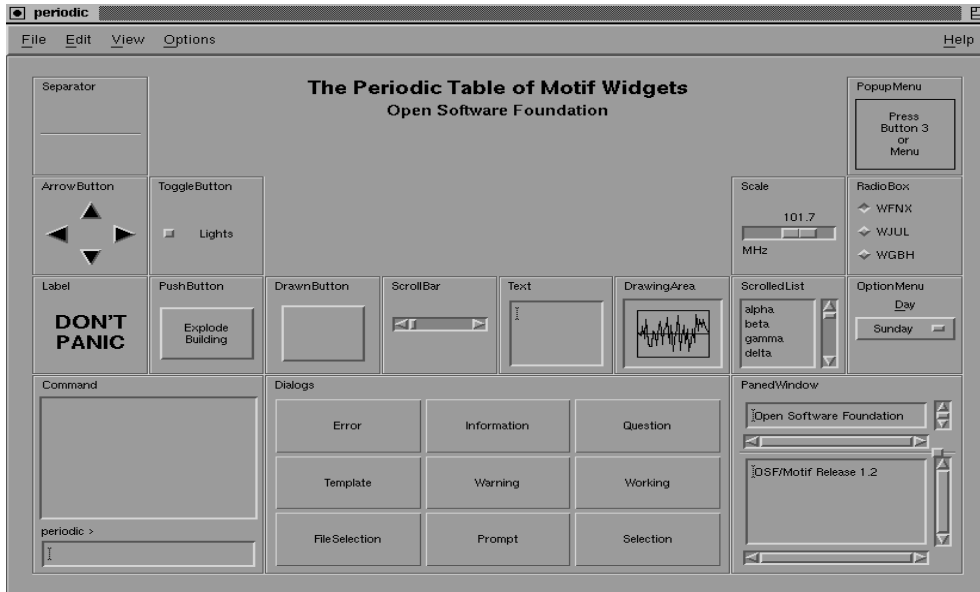 periodic
File Edit View Options Help
The Periodic Table of Motif Widgets
Open Software Foundation
Separator
PopupMenu
Press
Button 3
or
Menu
ArrowButton
ToggleButton
Lights
Scale
101.7
MHz
RadioBox
WFNX
WJUL
WGBH
Label
DON'T
PANIC
PushButton
Explode
Building
DrawnButton
ScrollBar
Text
DrawingArea
ScrolledList
alpha
beta
gamma
delta
OptionMenu
Day
Sunday
Command
periodic >
Dialogs
Error Information Question
Template Warning Working
FileSelection Prompt Selection
PanedWindow
Open Software Foundation
OSF/Motif Release 1.2